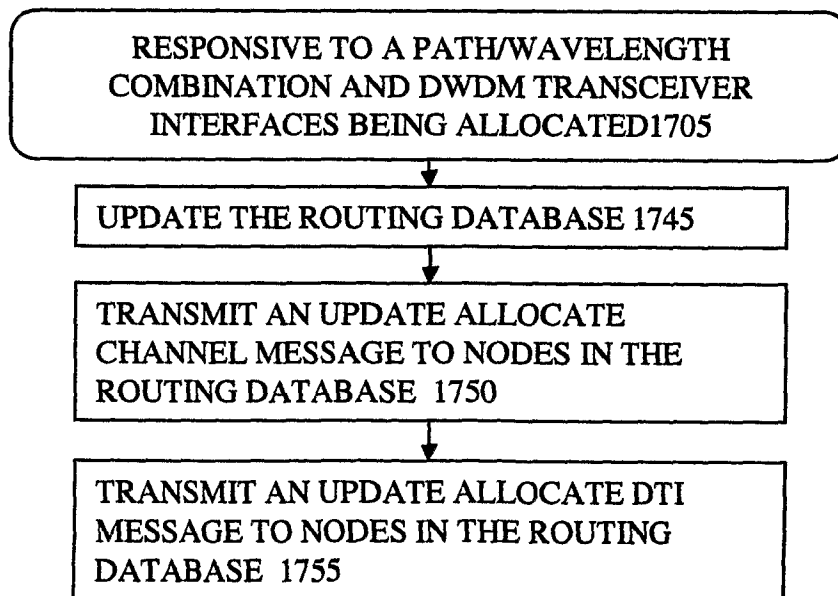 RESPONSIVE TO A PATH/WAVELENGTH
COMBINATION AND DWDM TRANSCEIVER
INTERFACES BEING ALLOCATED1705
UPDATE THE ROUTING DATABASE 1745
TRANSMIT AN UPDATE ALLOCATE
CHANNEL MESSAGE TO NODES IN THE
ROUTING DATABASE 1750
TRANSMIT AN UPDATE ALLOCATE DTI
MESSAGE TO NODES IN THE ROUTING
DATABASE 1755